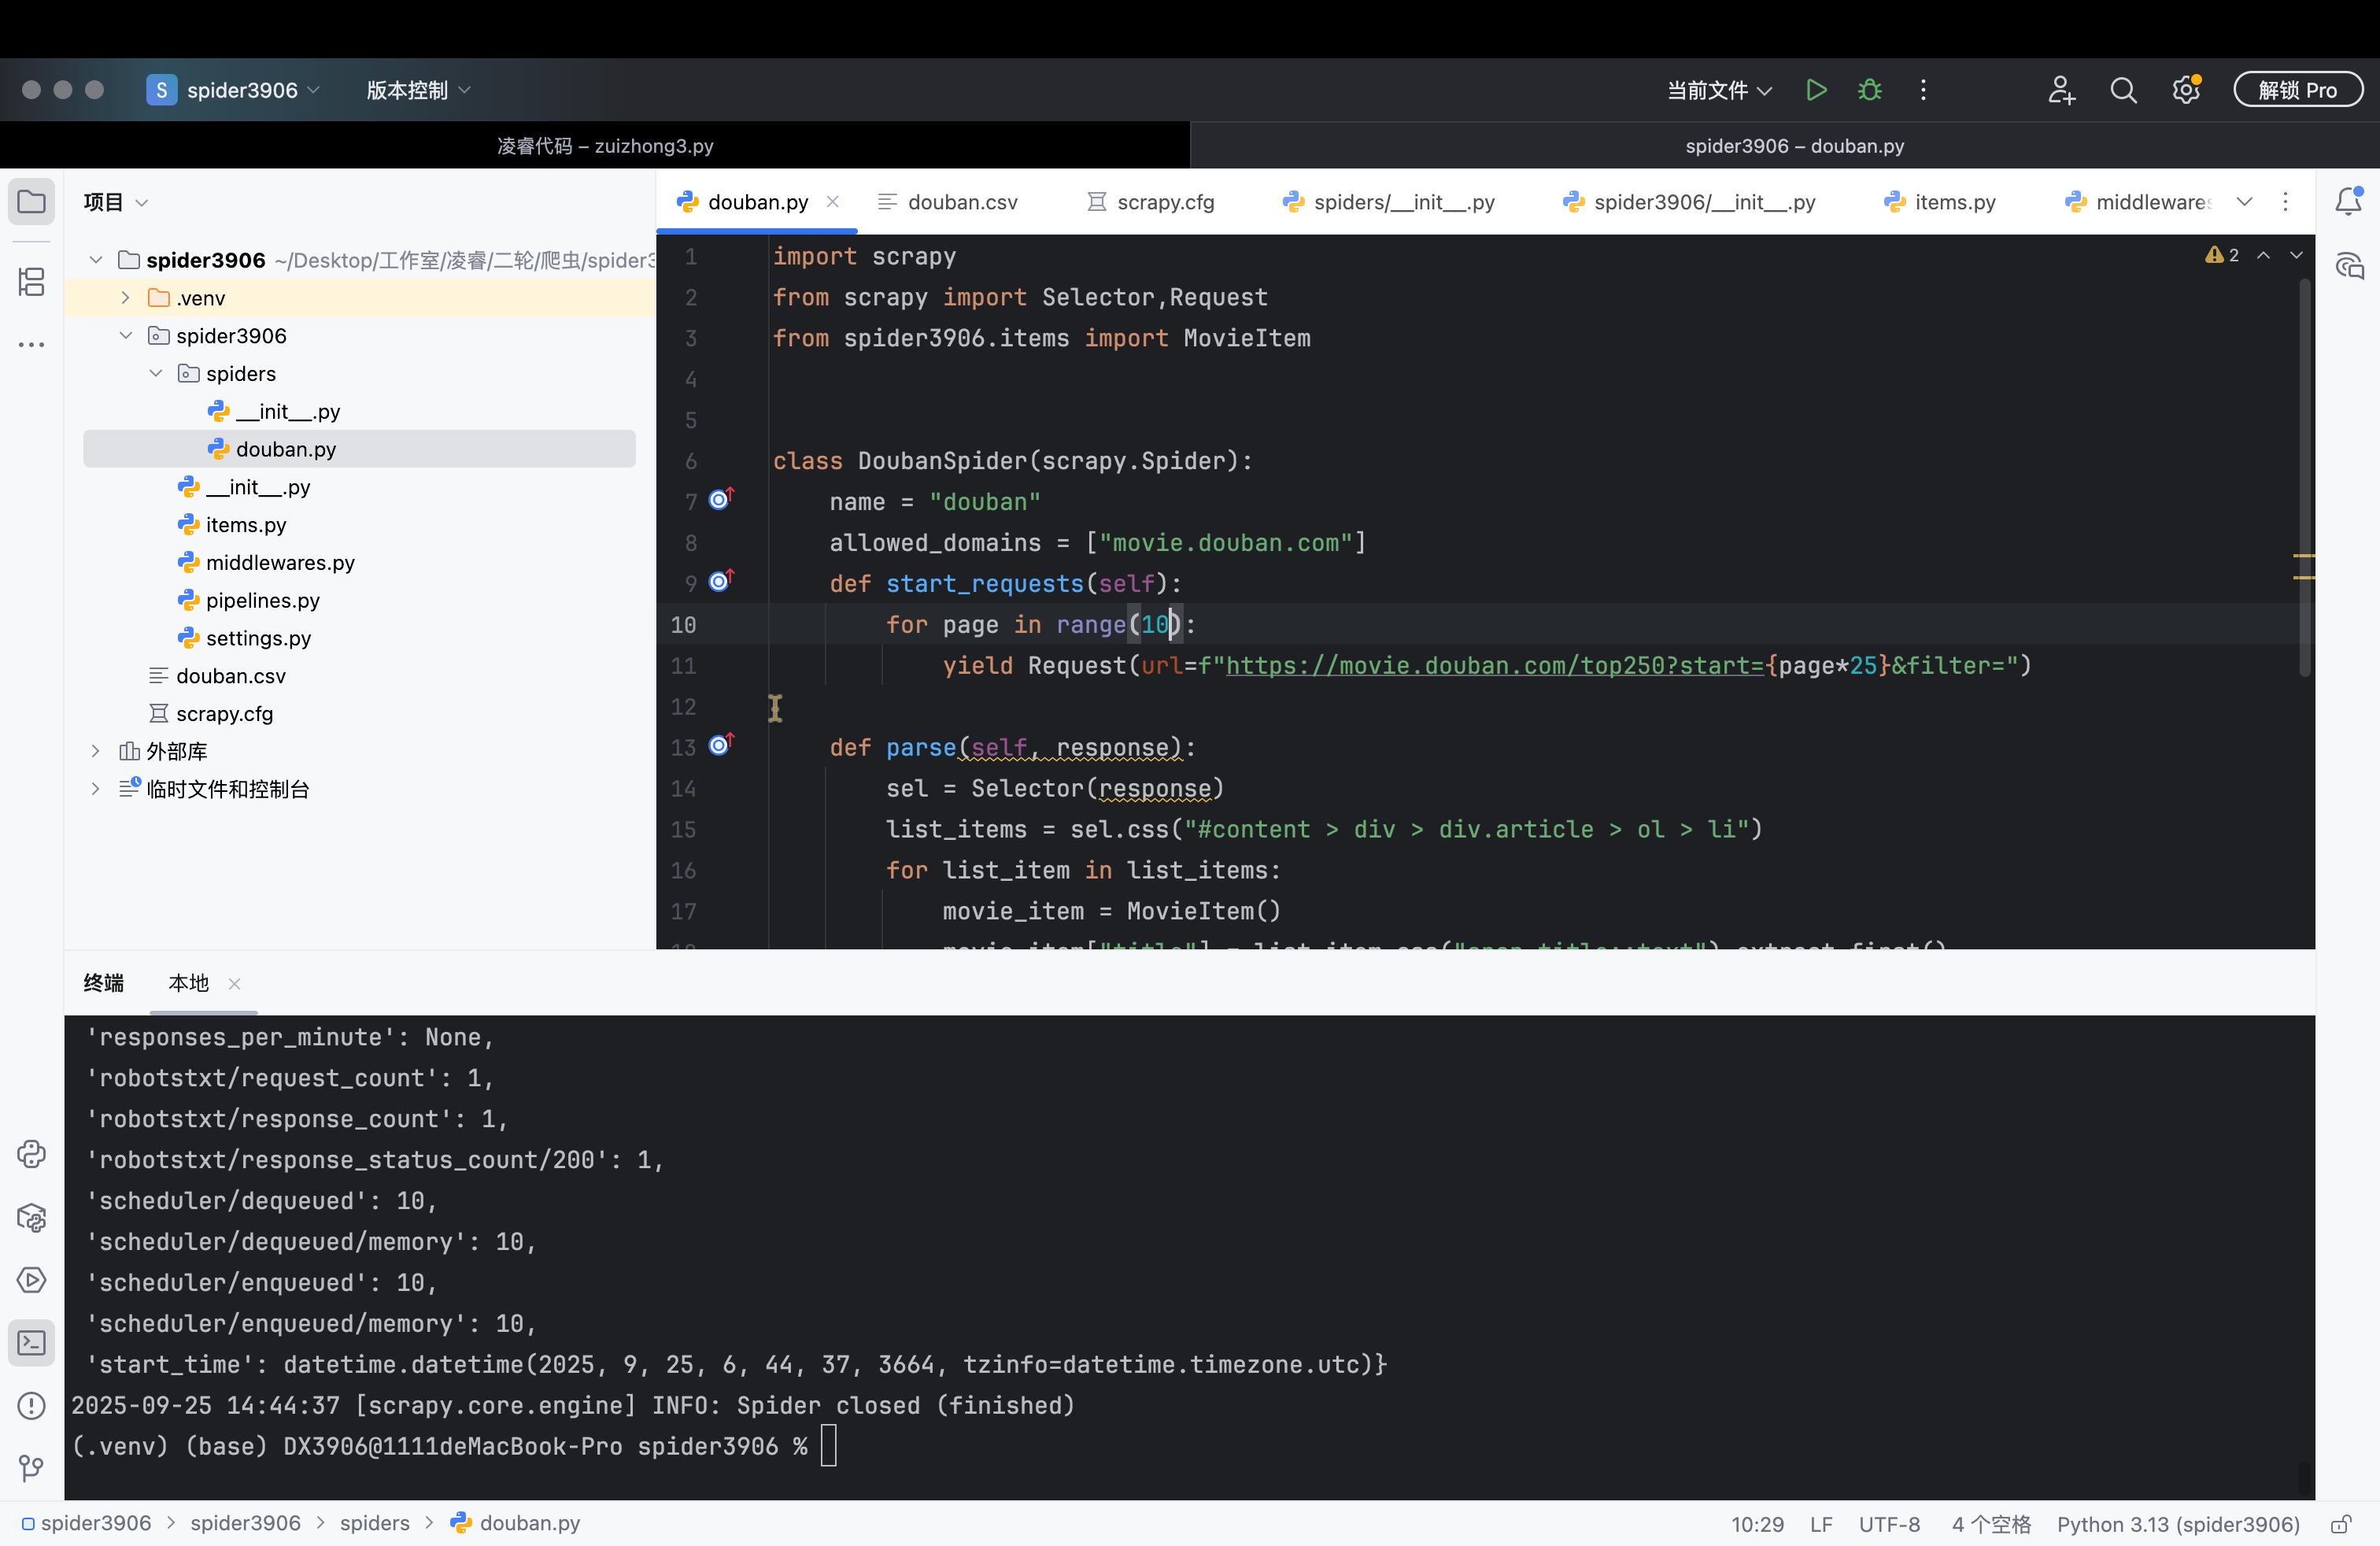 S spider3906 版本控制 当前文件 解锁 Pro
凌睿代码 – zuizhong3.py
spider3906 – douban.py
项目
spider3906 ~/Desktop/工作室/凌睿/二轮/爬虫/spider3
.venv
spider3906
spiders
__init__.py
douban.py
__init__.py
items.py
middlewares.py
pipelines.py
settings.py
douban.csv
scrapy.cfg
外部库
临时文件和控制台
douban.py douban.csv scrapy.cfg spiders/__init__.py spider3906/__init__.py items.py middlewares
2
1 import scrapy
2 from scrapy import Selector,Request
3 from spider3906.items import MovieItem
4
5
6 class DoubanSpider(scrapy.Spider):
7 name = "douban"
8 allowed_domains = ["movie.douban.com"]
9 def start_requests(self):
10 for page in range(10):
11 yield Request(url=f"https://movie.douban.com/top250?start={page*25}&filter=")
12
13 def parse(self, response):
14 sel = Selector(response)
15 list_items = sel.css("#content > div > div.article > ol > li")
16 for list_item in list_items:
17 movie_item = MovieItem()
终端 本地
'responses_per_minute': None,
'robotstxt/request_count': 1,
'robotstxt/response_count': 1,
'robotstxt/response_status_count/200': 1,
'scheduler/dequeued': 10,
'scheduler/dequeued/memory': 10,
'scheduler/enqueued': 10,
'scheduler/enqueued/memory': 10,
'start_time': datetime.datetime(2025, 9, 25, 6, 44, 37, 3664, tzinfo=datetime.timezone.utc)}
2025-09-25 14:44:37 [scrapy.core.engine] INFO: Spider closed (finished)
(.venv) (base) DX3906@1111deMacBook-Pro spider3906 %
spider3906 > spider3906 > spiders > douban.py
10:29 LF UTF-8 4 个空格 Python 3.13 (spider3906)